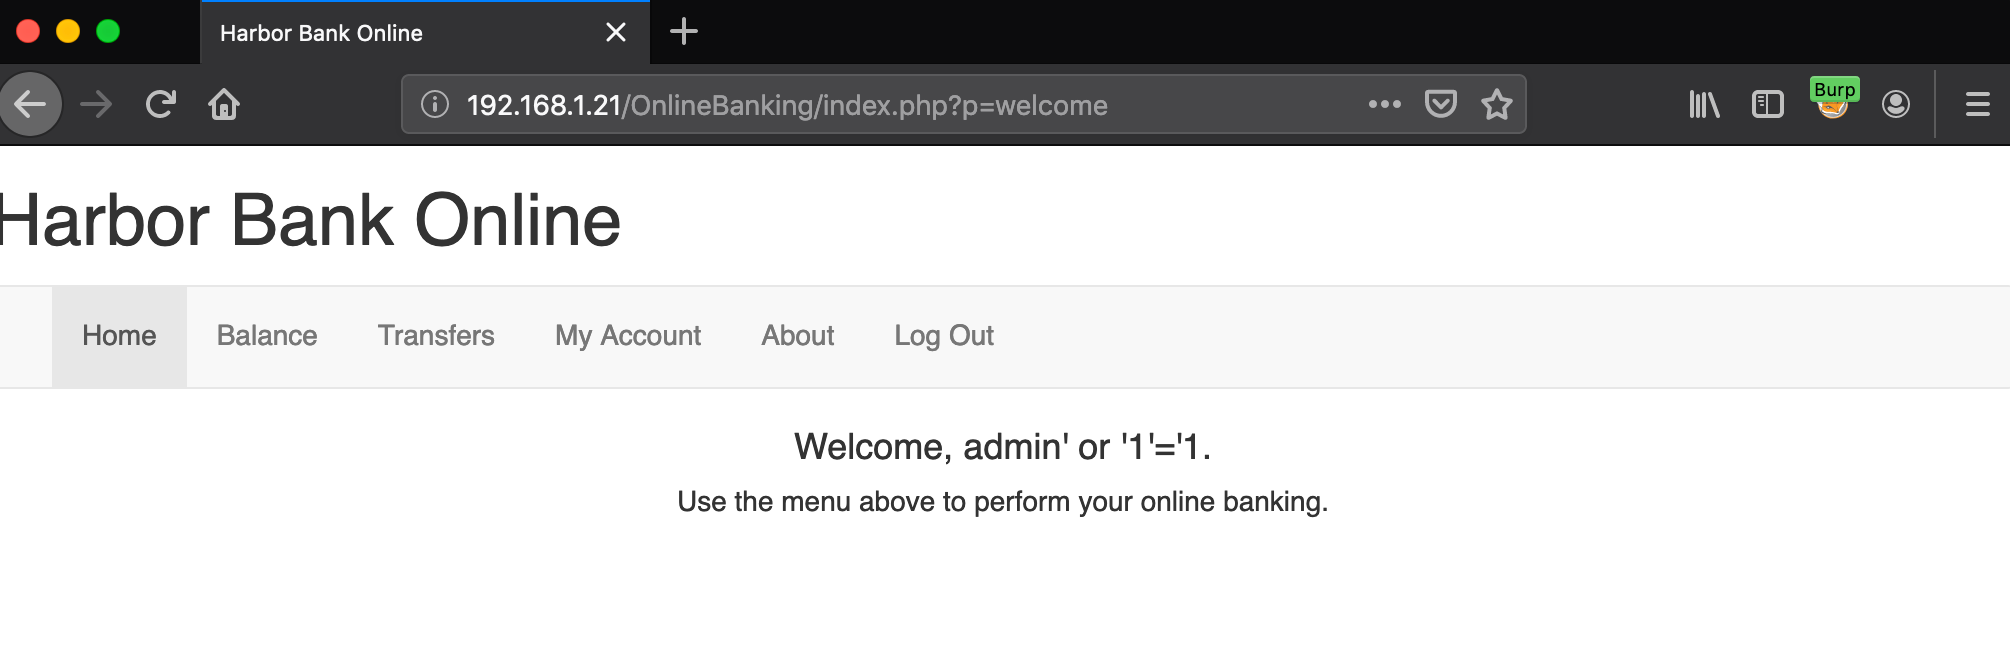 Harbor Bank Online
192.168.1.21/OnlineBanking/index.php?p=welcome
Burp
Harbor Bank Online
Home Balance Transfers My Account About Log Out
Welcome, admin' or '1'='1.
Use the menu above to perform your online banking.